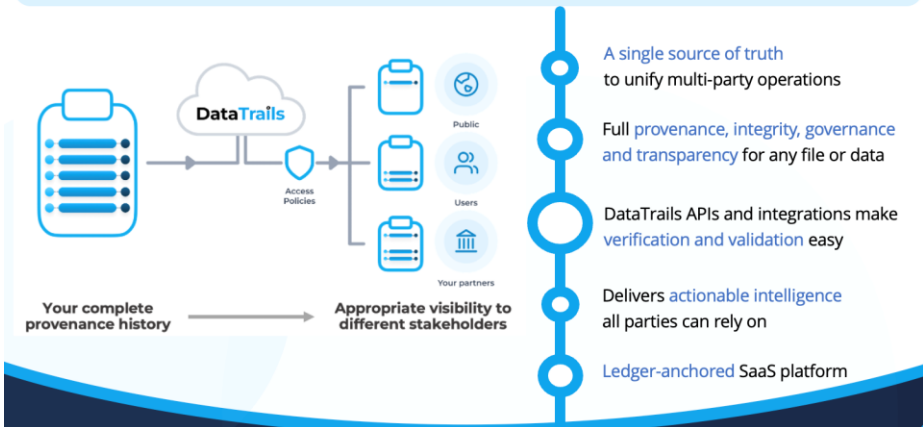 DataTrails
Access
Policies
Public
Users
Your partners
Your complete
provenance history
Appropriate visibility to
different stakeholders
A single source of truth
to unify multi-party operations
Full provenance, integrity, governance
and transparency for any file or data
DataTrails APIs and integrations make
verification and validation easy
Delivers actionable intelligence
all parties can rely on
Ledger-anchored SaaS platform